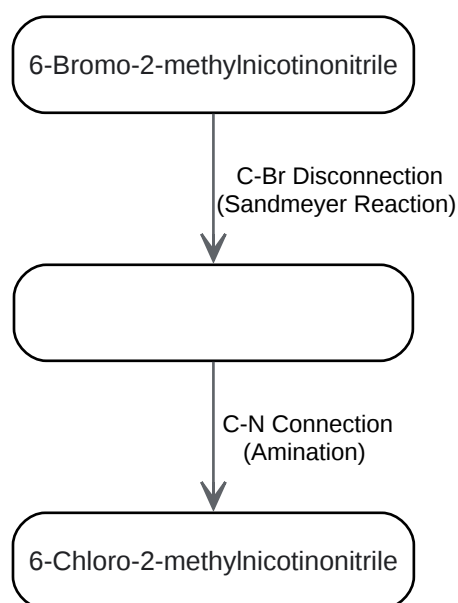 6-Bromo-2-methylnicotinonitrile
C-Br Disconnection
(Sandmeyer Reaction)
C-N Connection
(Amination)
6-Chloro-2-methylnicotinonitrile